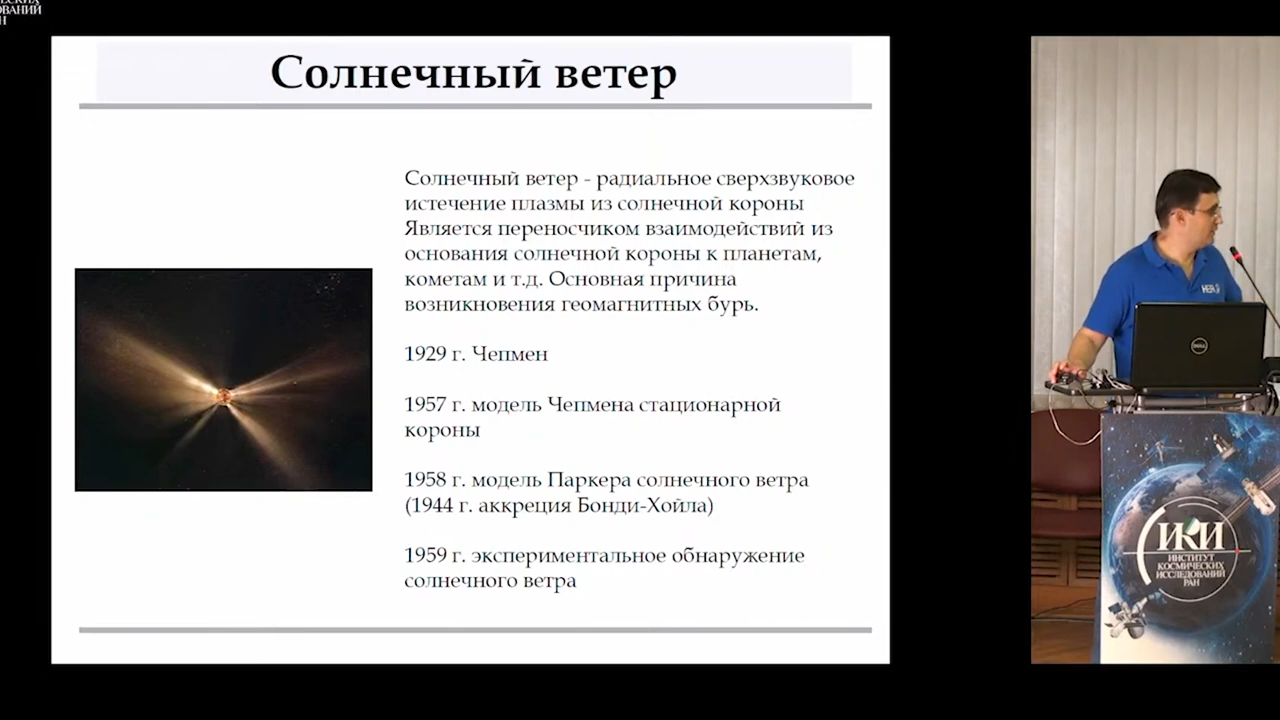 Солнечный ветер
Солнечный ветер - радиальное сверхзвуковое
истечение плазмы из солнечной короны
Является переносчиком взаимодействий из
основания солнечной короны к планетам,
кометам и т.д. Основная причина
возникновения геомагнитных бурь.
1929 г. Чепмен
1957 г. модель Чепмена стационарной
короны
1958 г. модель Паркера солнечного ветра
(1944 г. аккреция Бонди-Хойла)
1959 г. экспериментальное обнаружение
солнечного ветра
DELL
ИКИ
ИНСТИТУТ
КОСМИЧЕСКИХ
ИССЛЕДОВАНИЙ
РАН